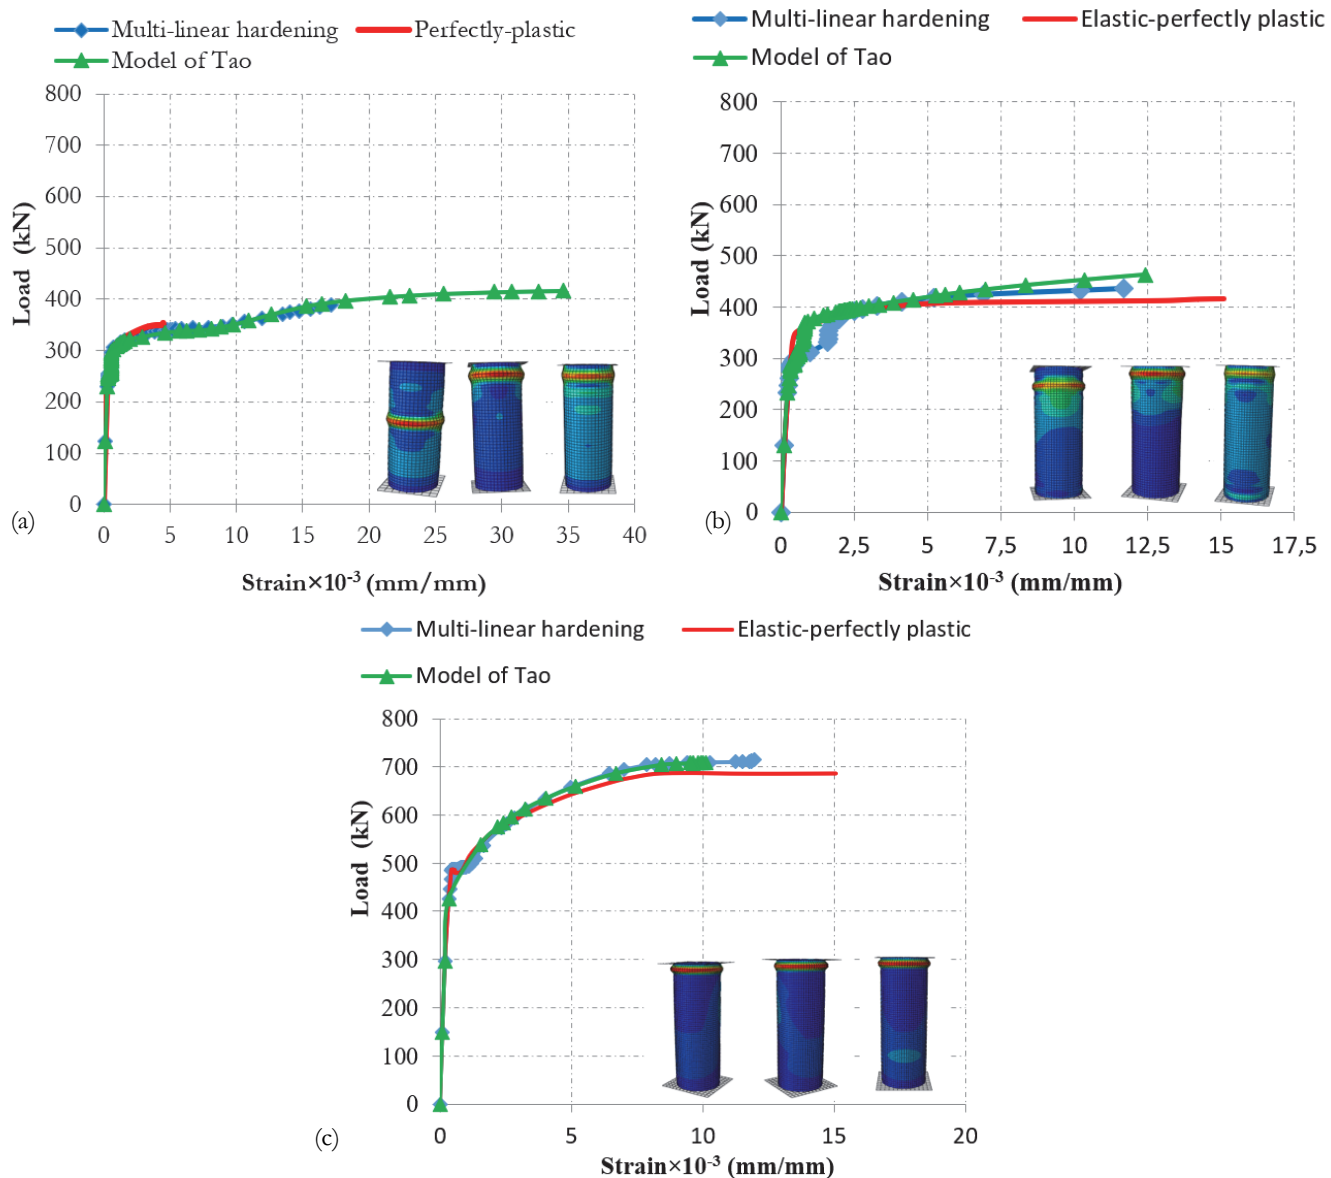 Multi-linear hardening Perfectly-plastic
Model of Tao
800
700
600
500
400
300
200
100
0
Load (kN)
0 5 10 15 20 25 30 35 40
Strain×10-3 (mm/mm)
(a)
Multi-linear hardening Elastic-perfectly plastic
Model of Tao
800
700
600
500
400
300
200
100
0
Load (kN)
0 2,5 5 7,5 10 12,5 15 17,5
Strain×10-3 (mm/mm)
(b)
Multi-linear hardening Elastic-perfectly plastic
Model of Tao
800
700
600
500
400
300
200
100
0
Load (kN)
0 5 10 15 20
Strain×10-3 (mm/mm)
(c)